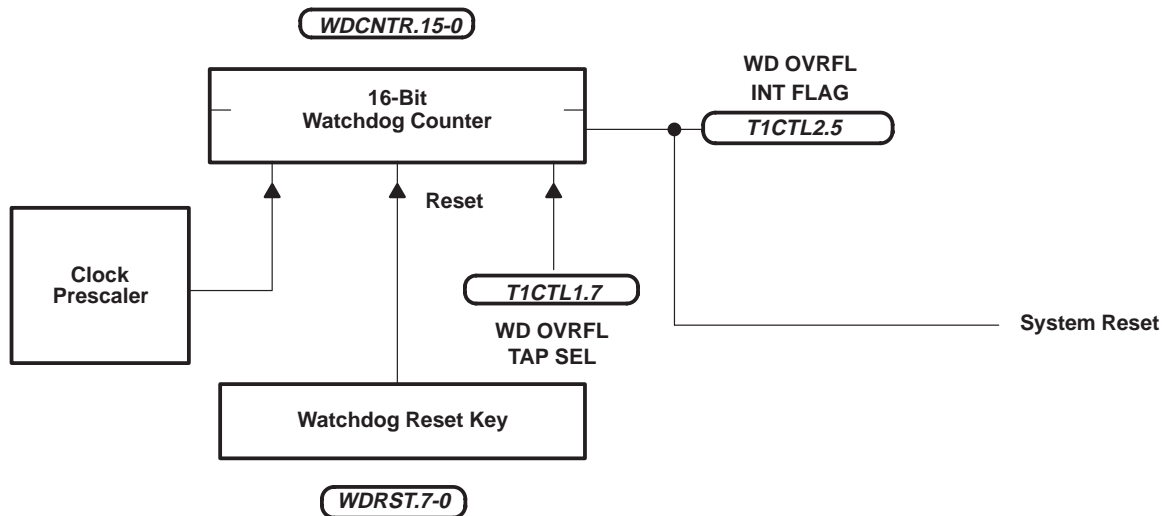 WDCNTR.15-0
16-Bit
Watchdog Counter
WD OVRFL
INT FLAG
T1CTL2.5
Reset
Clock
Prescaler
T1CTL1.7
WD OVRFL
TAP SEL
System Reset
Watchdog Reset Key
WDRST.7-0